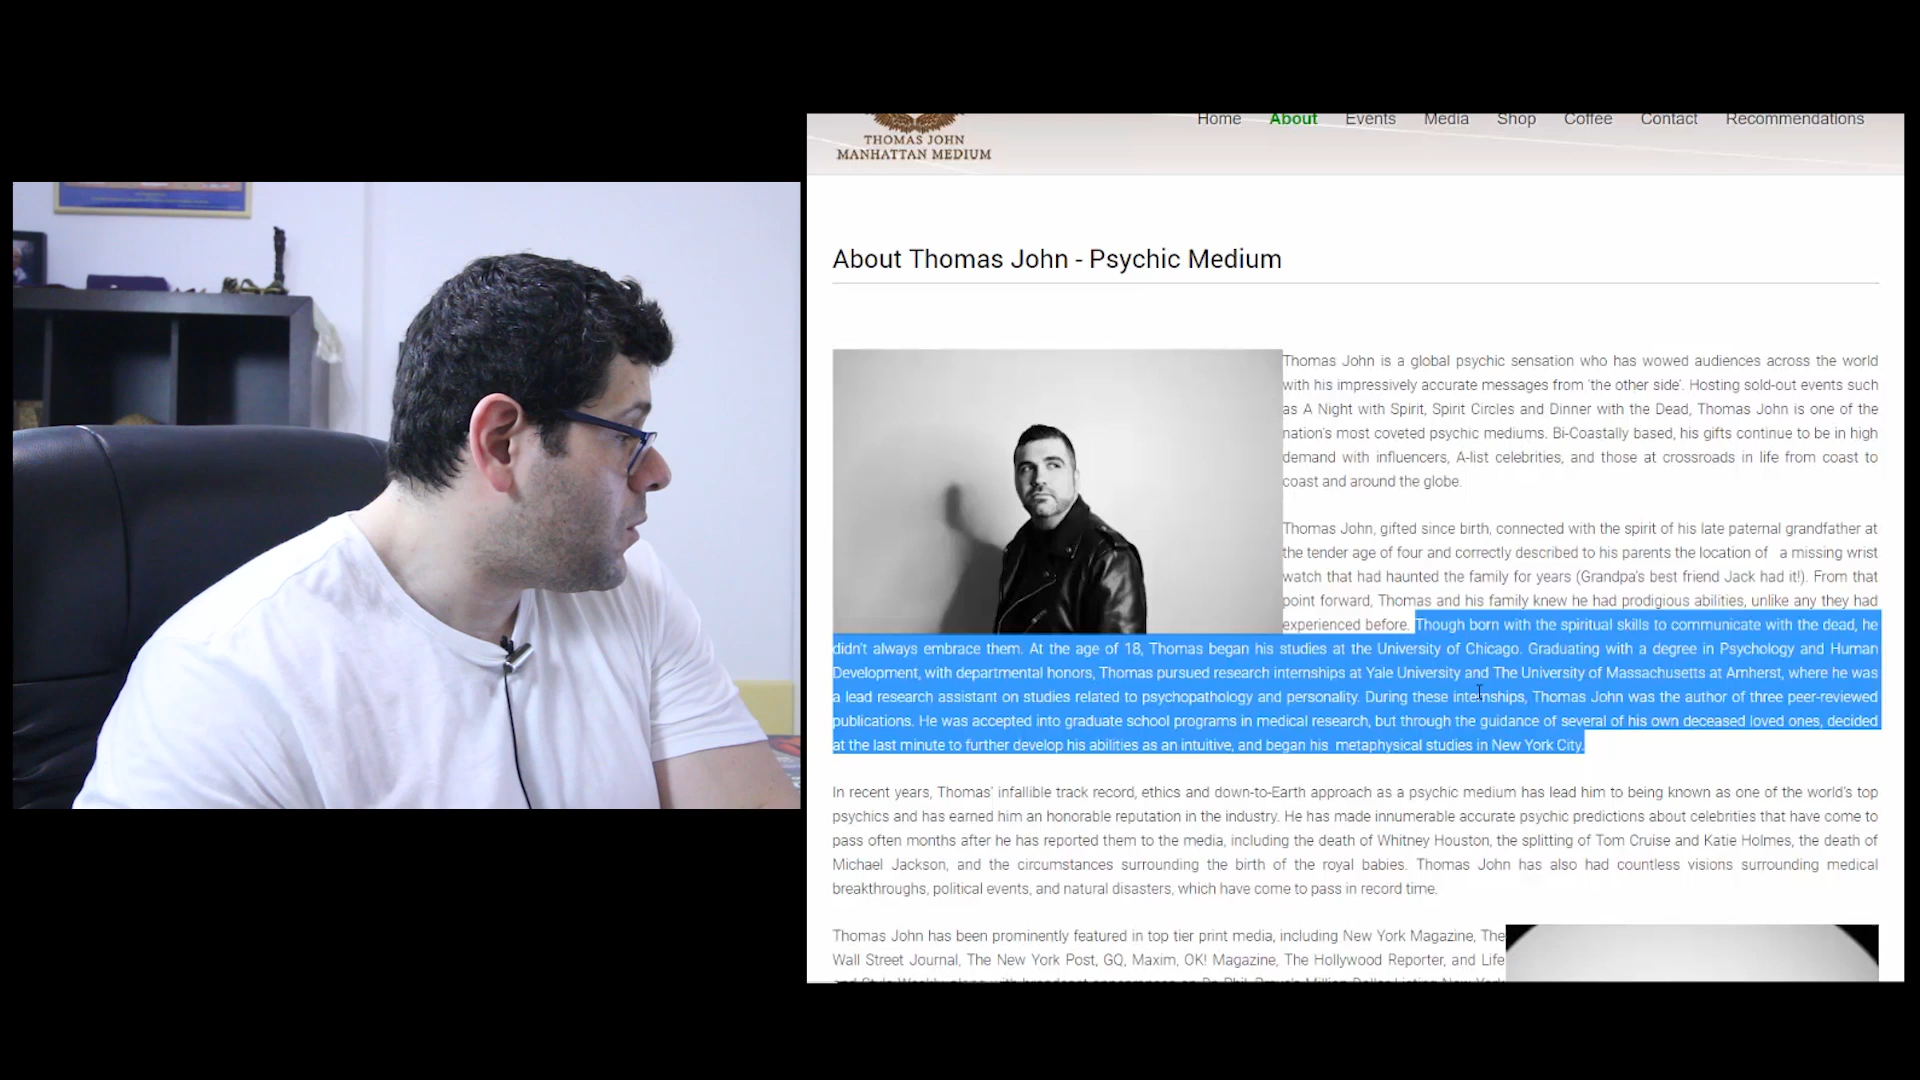 THOMAS JOHN
MANHATTAN MEDIUM
Home About Events Media Shop Coffee Contact Recommendations
About Thomas John - Psychic Medium
Thomas John is a global psychic sensation who has wowed audiences across the world
with his impressively accurate messages from 'the other side'. Hosting sold-out events such
as A Night with Spirit, Spirit Circles and Dinner with the Dead, Thomas John is one of the
nation's most coveted psychic mediums. Bi-Coastally based, his gifts continue to be in high
demand with influencers, A-list celebrities, and those at crossroads in life from coast to
coast and around the globe.
Thomas John, gifted since birth, connected with the spirit of his late paternal grandfather at
the tender age of four and correctly described to his parents the location of a missing wrist
watch that had haunted the family for years (Grandpa's best friend Jack had it!). From that
point forward, Thomas and his family knew he had prodigious abilities, unlike any they had
experienced before. Though born with the spiritual skills to communicate with the dead, he
didn't always embrace them. At the age of 18, Thomas began his studies at the University of Chicago. Graduating with a degree in Psychology and Human
Development, with departmental honors, Thomas pursued research internships at Yale University and The University of Massachusetts at Amherst, where he was
a lead research assistant on studies related to psychopathology and personality. During these internships, Thomas John was the author of three peer-reviewed
publications. He was accepted into graduate school programs in medical research, but through the guidance of several of his own deceased loved ones, decided
at the last minute to further develop his abilities as an intuitive, and began his metaphysical studies in New York City.
In recent years, Thomas' infallible track record, ethics and down-to-Earth approach as a psychic medium has lead him to being known as one of the world's top
psychics and has earned him an honorable reputation in the industry. He has made innumerable accurate psychic predictions about celebrities that have come to
pass often months after he has reported them to the media, including the death of Whitney Houston, the splitting of Tom Cruise and Katie Holmes, the death of
Michael Jackson, and the circumstances surrounding the birth of the royal babies. Thomas John has also had countless visions surrounding medical
breakthroughs, political events, and natural disasters, which have come to pass in record time.
Thomas John has been prominently featured in top tier print media, including New York Magazine, The
Wall Street Journal, The New York Post, GQ, Maxim, OK! Magazine, The Hollywood Reporter, and Life